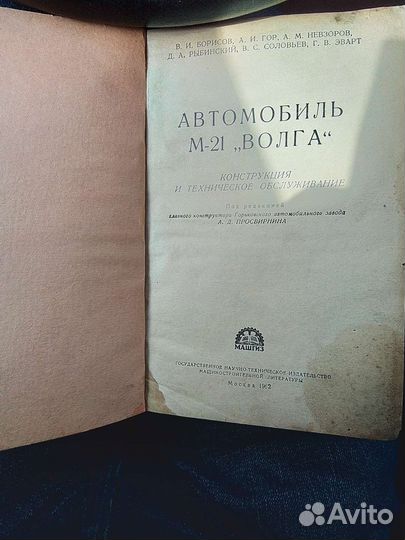 В. И. БОРИСОВ, А. И. ГОР, А. М. НЕВЗОРОВ,
Д. А. РЫБИНСКИЙ, В. С. СОЛОВЬЕВ, Г. В. ЭВАРТ
АВТОМОБИЛЬ
М-21 „ВОЛГА“
КОНСТРУКЦИЯ
И ТЕХНИЧЕСКОЕ ОБСЛУЖИВАНИЕ
Под редакцией
главного конструктора Горьковского автомобильного завода
А. Д. ПРОСВИРНИНА
МАШГИЗ
ГОСУДАРСТВЕННОЕ НАУЧНО-ТЕХНИЧЕСКОЕ ИЗДАТЕЛЬСТВО
МАШИНОСТРОИТЕЛЬНОЙ ЛИТЕРАТУРЫ
Москва 1962
Avito